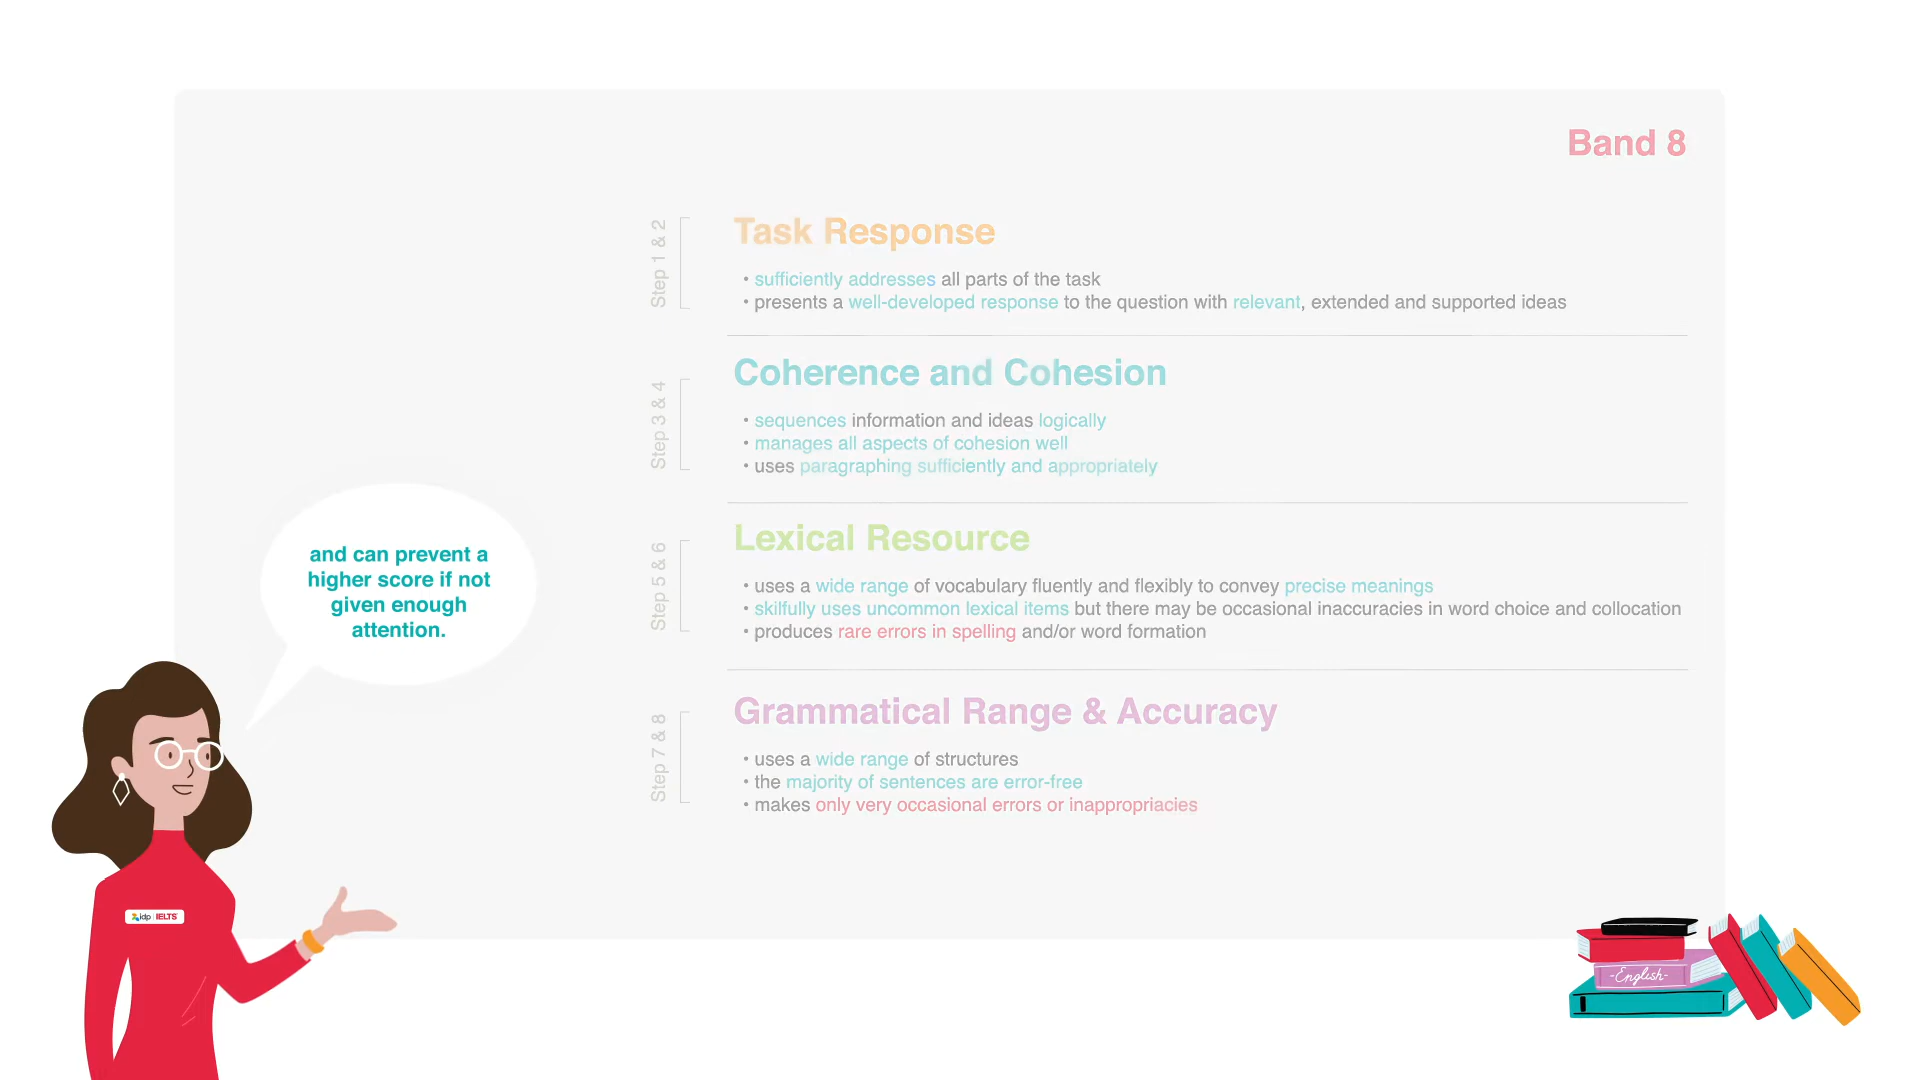 Band 8
Step 1 & 2
Task Response
• sufficiently addresses all parts of the task
• presents a well-developed response to the question with relevant, extended and supported ideas
Step 3 & 4
Coherence and Cohesion
• sequences information and ideas logically
• manages all aspects of cohesion well
• uses paragraphing sufficiently and appropriately
Step 5 & 6
Lexical Resource
• uses a wide range of vocabulary fluently and flexibly to convey precise meanings
• skilfully uses uncommon lexical items but there may be occasional inaccuracies in word choice and collocation
• produces rare errors in spelling and/or word formation
Step 7 & 8
Grammatical Range & Accuracy
• uses a wide range of structures
• the majority of sentences are error-free
• makes only very occasional errors or inappropriacies
and can prevent a
higher score if not
given enough
attention.
idp IELTS
-English-